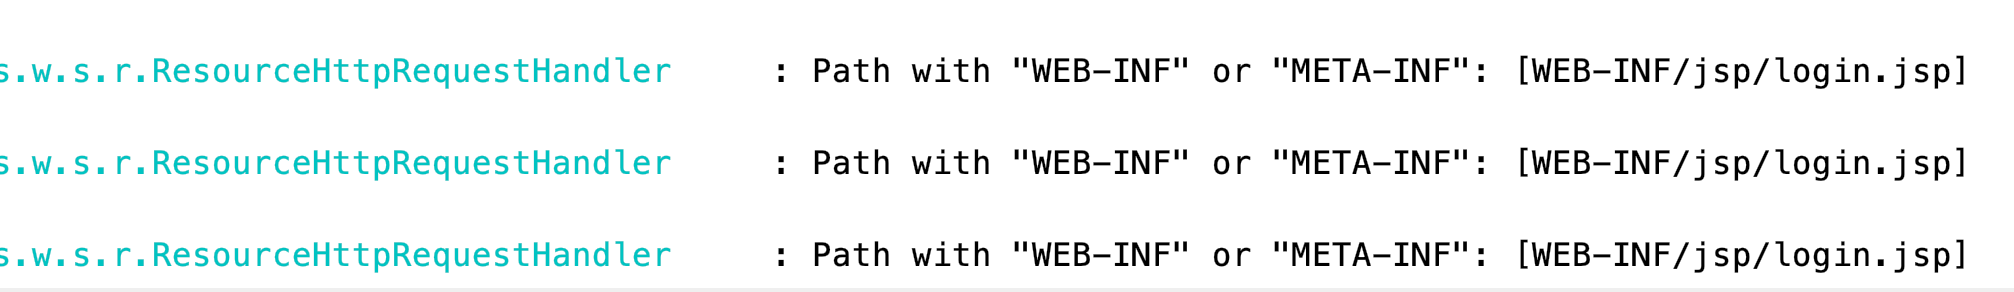 s.w.s.r.ResourceHttpRequestHandler : Path with "WEB-INF" or "META-INF": [WEB-INF/jsp/login.jsp]
s.w.s.r.ResourceHttpRequestHandler : Path with "WEB-INF" or "META-INF": [WEB-INF/jsp/login.jsp]
s.w.s.r.ResourceHttpRequestHandler : Path with "WEB-INF" or "META-INF": [WEB-INF/jsp/login.jsp]